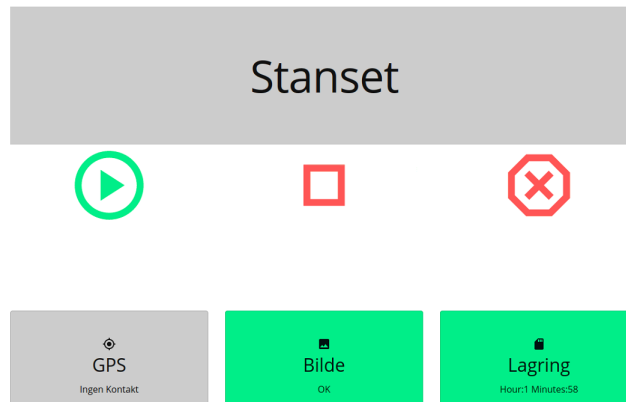 Stanset
GPS
Ingen Kontakt
Bilde
OK
Lagring
Hour:1 Minutes:58